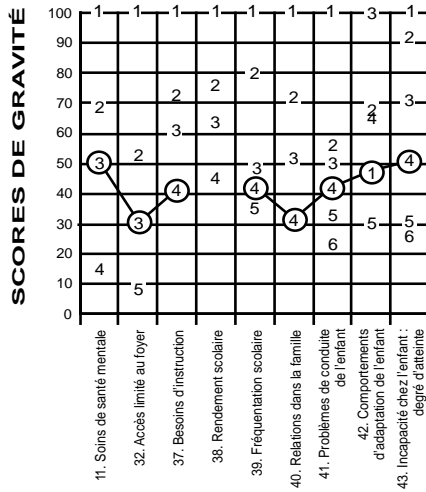 SCORES DE GRAVITÉ
100
90
80
70
60
50
40
30
20
10
0
1 1 1 1 1 1 1 3 1
2
2 2 2 2 2 2 3
3 3 4
2 3 3 2 3
3 4 4 4 1 4
4 5
3 4 5 5 5
6 6
4 5
11. Soins de santé mentale
32. Accès limité au foyer
37. Besoins d'instruction
38. Rendement scolaire
39. Fréquentation scolaire
40. Relations dans la famille
41. Problèmes de conduite
de l'enfant
42. Comportements
d'adaptation de l'enfant
43. Incapacité chez l'enfant :
degré d'atteinte